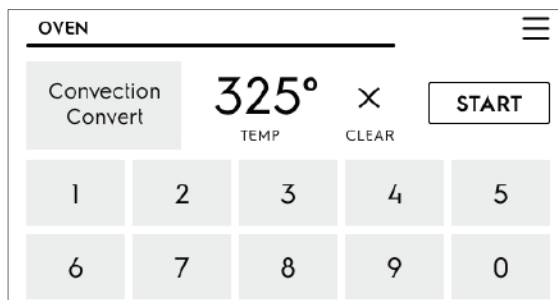 OVEN
Convection
Convert
325°
TEMP
× CLEAR
START
1 2 3 4 5
6 7 8 9 0